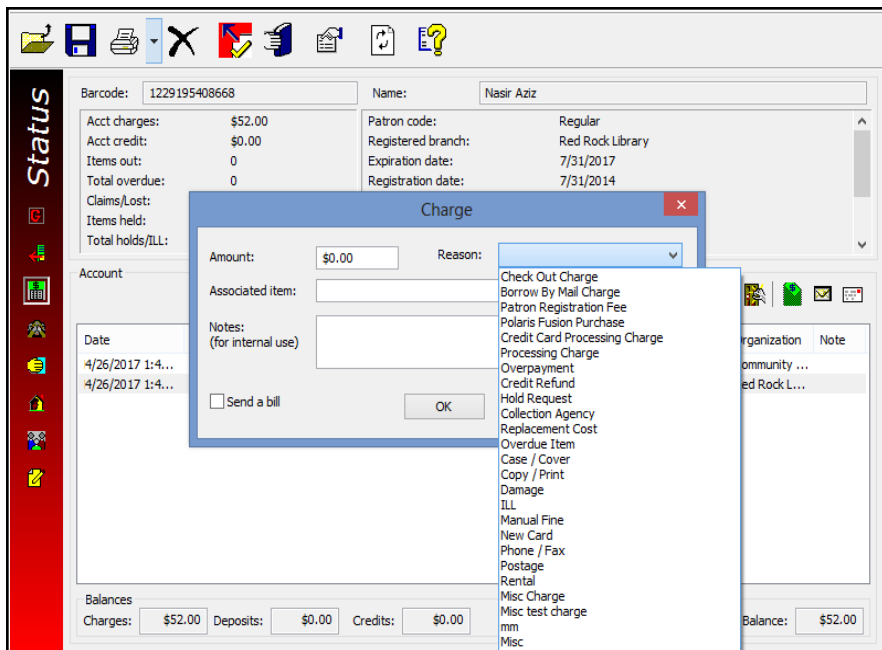 Status
Barcode: 1229195408668 Name: Nasir Aziz
Acct charges: $52.00 Patron code: Regular
Acct credit: $0.00 Registered branch: Red Rock Library
Items out: 0 Expiration date: 7/31/2017
Total overdue: 0 Registration date: 7/31/2014
Claims/Lost:
Items held:
Total holds/ILL:
Charge
Amount: $0.00 Reason:
Associated item:
Notes:
(for internal use)
Send a bill
OK
Check Out Charge
Borrow By Mail Charge
Patron Registration Fee
Polaris Fusion Purchase
Credit Card Processing Charge
Processing Charge
Overpayment
Credit Refund
Hold Request
Collection Agency
Replacement Cost
Overdue Item
Case / Cover
Copy / Print
Damage
ILL
Manual Fine
New Card
Phone / Fax
Postage
Rental
Misc Charge
Misc test charge
mm
Misc
Account
Date rganization Note
4/26/2017 1:4... ommunity ...
4/26/2017 1:4... ed Rock L...
Balances
Charges: $52.00 Deposits: $0.00 Credits: $0.00 Balance: $52.00